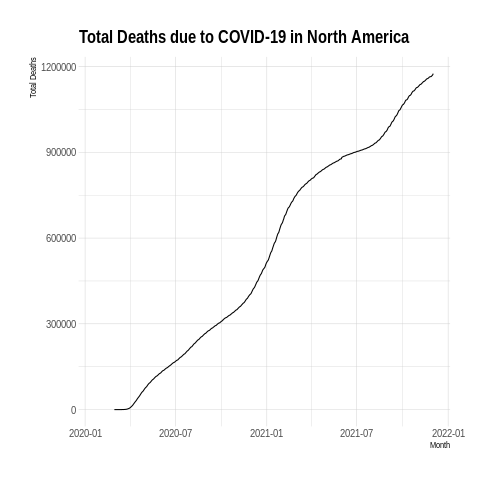 Total Deaths due to COVID-19 in North America
Total Deaths
1200000
900000
600000
300000
0
2020-01 2020-07 2021-01 2021-07 2022-01
Month